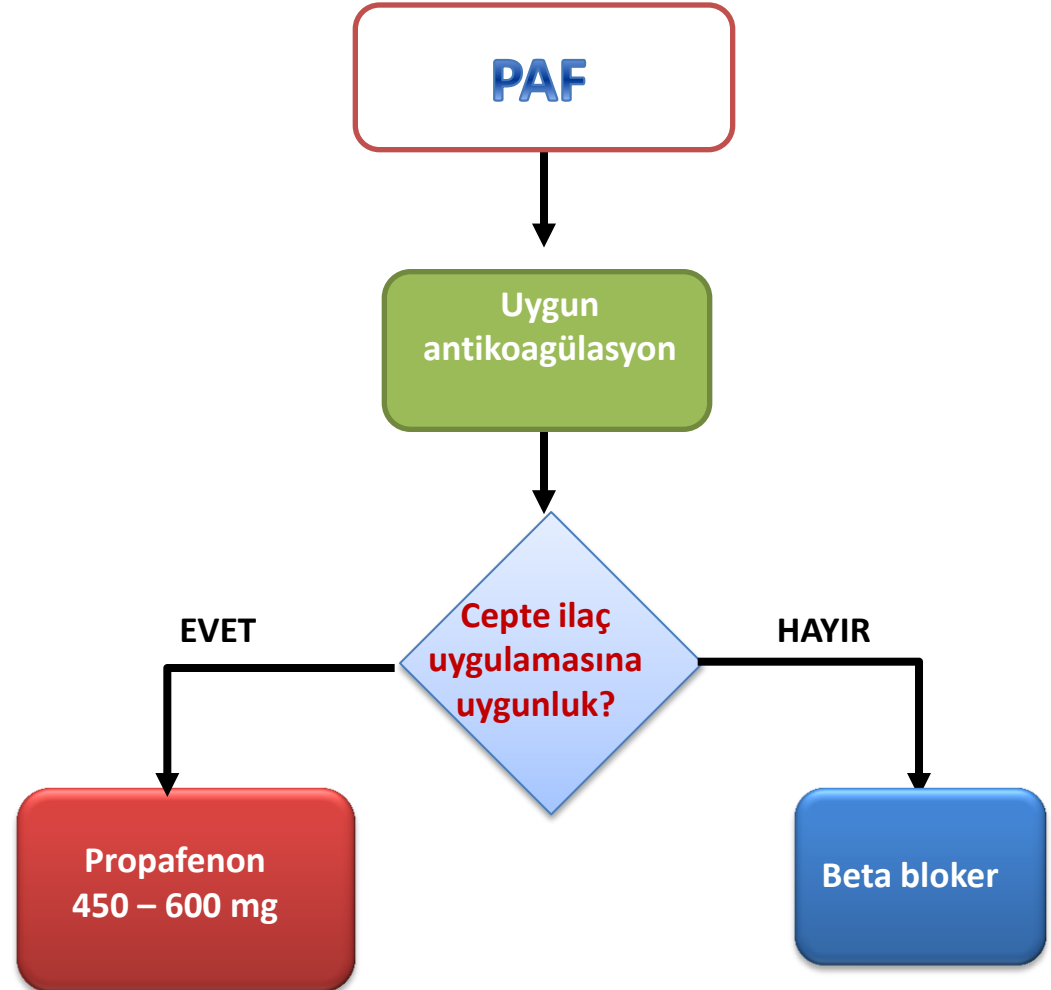 PAF
Uygun
antikoagülasyon
Cepte ilaç
uygulamasına
uygunluk?
EVET
HAYIR
Propafenon
450 – 600 mg
Beta bloker